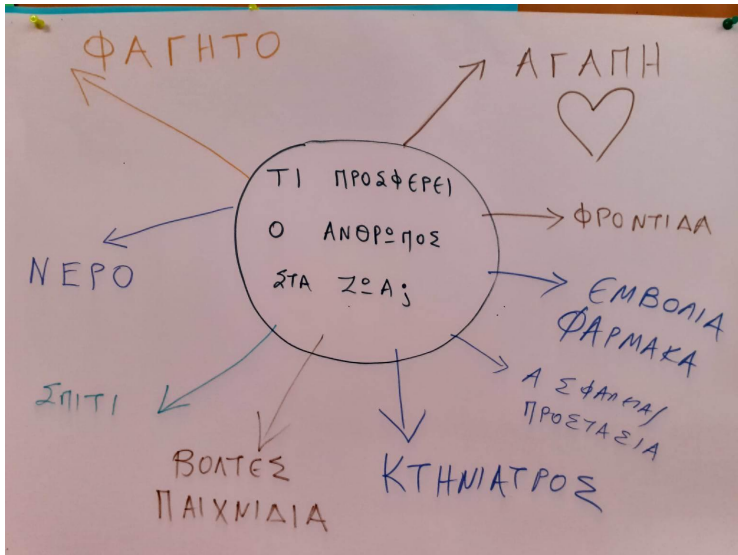 ΦΑΓΗΤΟ
ΑΓΑΠΗ
ΤΙ ΠΡΟΣΦΕΡΕΙ
Ο ΑΝΘΡΩΠΟΣ
ΣΤΑ ΖΩΑ;
ΦΡΟΝΤΙΔΑ
ΝΕΡΟ
ΕΜΒΟΛΙΑ
ΦΑΡΜΑΚΑ
ΑΣΦΑΛΕΙΑ/
ΠΡΟΣΤΑΣΙΑ
ΣΠΙΤΙ
ΒΟΛΤΕΣ
ΠΑΙΧΝΙΔΙΑ
ΚΤΗΝΙΑΤΡΟΣ